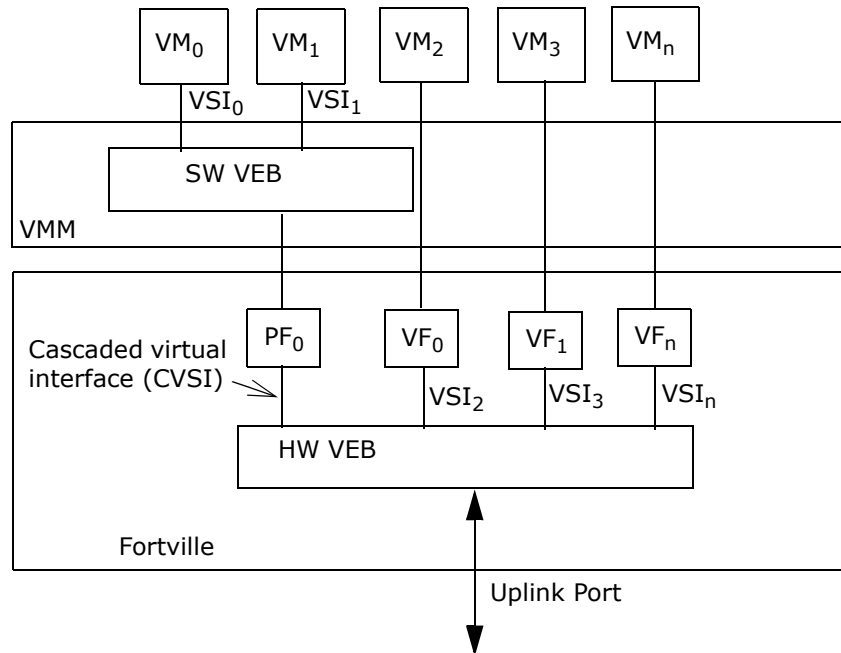 VM0 VM1 VM2 VM3 VMn
VSI0 VSI1
SW VEB
VMM
PF0 VF0 VF1 VFn
Cascaded virtual
interface (CVSI)
VSI2 VSI3 VSIn
HW VEB
Fortville
Uplink Port